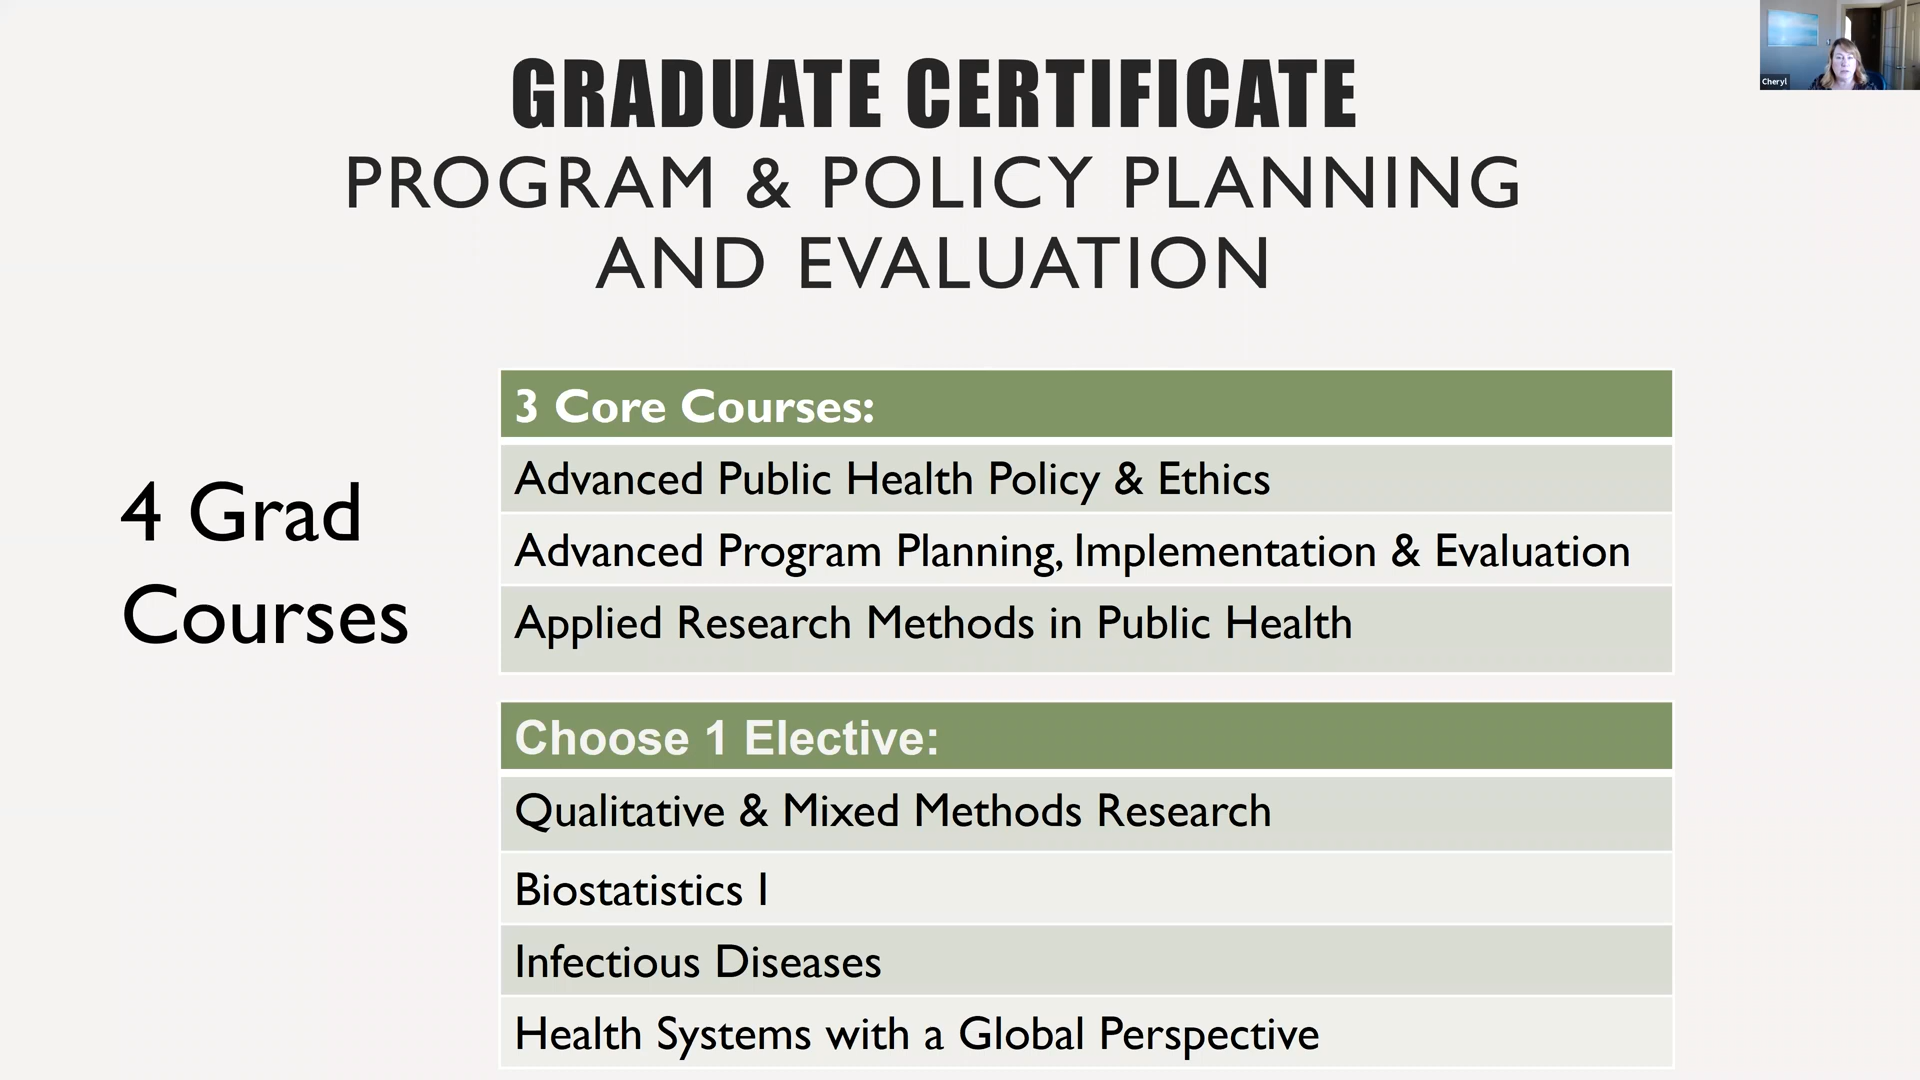 GRADUATE CERTIFICATE
PROGRAM & POLICY PLANNING
AND EVALUATION
4 Grad
Courses
3 Core Courses:
Advanced Public Health Policy & Ethics
Advanced Program Planning, Implementation & Evaluation
Applied Research Methods in Public Health
Choose 1 Elective:
Qualitative & Mixed Methods Research
Biostatistics I
Infectious Diseases
Health Systems with a Global Perspective
Cheryl